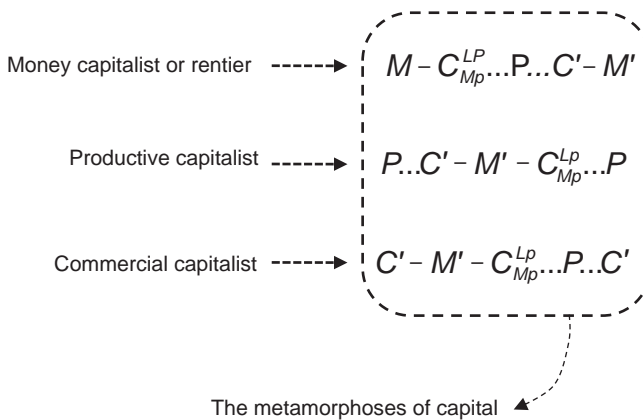 Money capitalist or rentier M – C^{LP}_{Mp}...P...C' – M'
Productive capitalist P...C' – M' – C^{Lp}_{Mp}...P
Commercial capitalist C' – M' – C^{Lp}_{Mp}...P...C'
The metamorphoses of capital